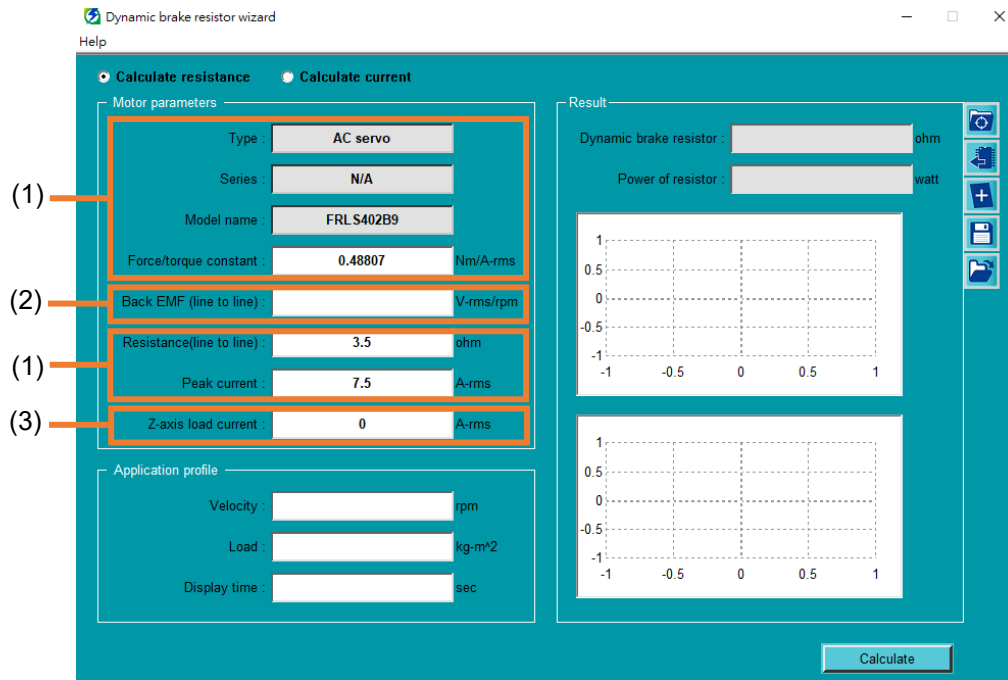 Dynamic brake resistor wizard
Help
Calculate resistance Calculate current
Motor parameters
(1)
Type : AC servo
Series : N/A
Model name : FRLS402B9
Force/torque constant : 0.48807 Nm/A-rms
(2)
Back EMF (line to line) : V-rms/rpm
(1)
Resistance(line to line) : 3.5 ohm
Peak current : 7.5 A-rms
(3)
Z-axis load current : 0 A-rms
Application profile
Velocity : rpm
Load : kg-m^2
Display time : sec
Result
Dynamic brake resistor : ohm
Power of resistor : watt
1
0.5
0
-0.5
-1
-1 -0.5 0 0.5 1
1
0.5
0
-0.5
-1
-1 -0.5 0 0.5 1
Calculate